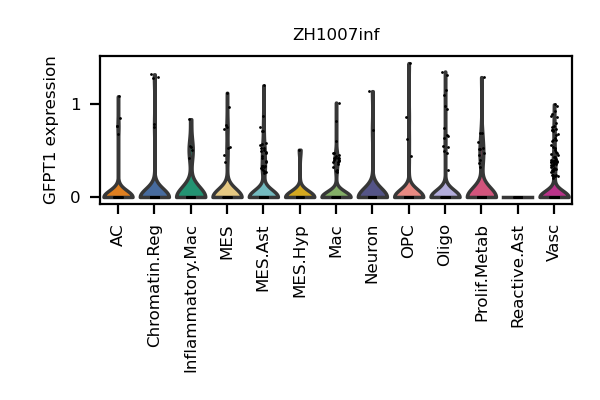 ZH1007inf
GFPT1 expression
1
0
AC
Chromatin.Reg
Inflammatory.Mac
MES
MES.Ast
MES.Hyp
Mac
Neuron
OPC
Oligo
Prolif.Metab
Reactive.Ast
Vasc